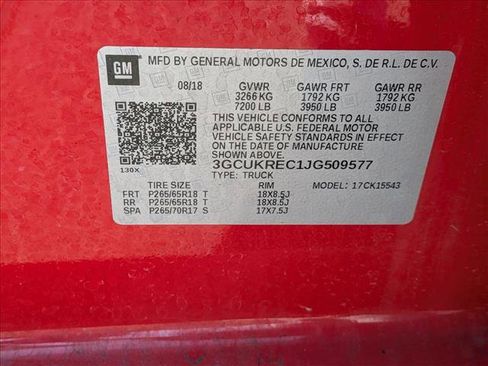 GM
MFD BY GENERAL MOTORS DE MEXICO, S. DE R.L. DE C.V.
08/18 GVWR GAWR FRT GAWR RR
3266 KG 1792 KG 1792 KG
7200 LB 3950 LB 3950 LB
THIS VEHICLE CONFORMS TO ALL
APPLICABLE U.S. FEDERAL MOTOR
VEHICLE SAFETY STANDARDS IN EFFECT
ON THE DATE OF MANUFACTURE
SHOWN ABOVE.
3GCUKREC1JG509577
130X TYPE: TRUCK
TIRE SIZE RIM MODEL: 17CK15543
FRT P265/65R18 T 18X8.5J
RR P265/65R18 T 18X8.5J
SPA P265/70R17 S 17X7.5J